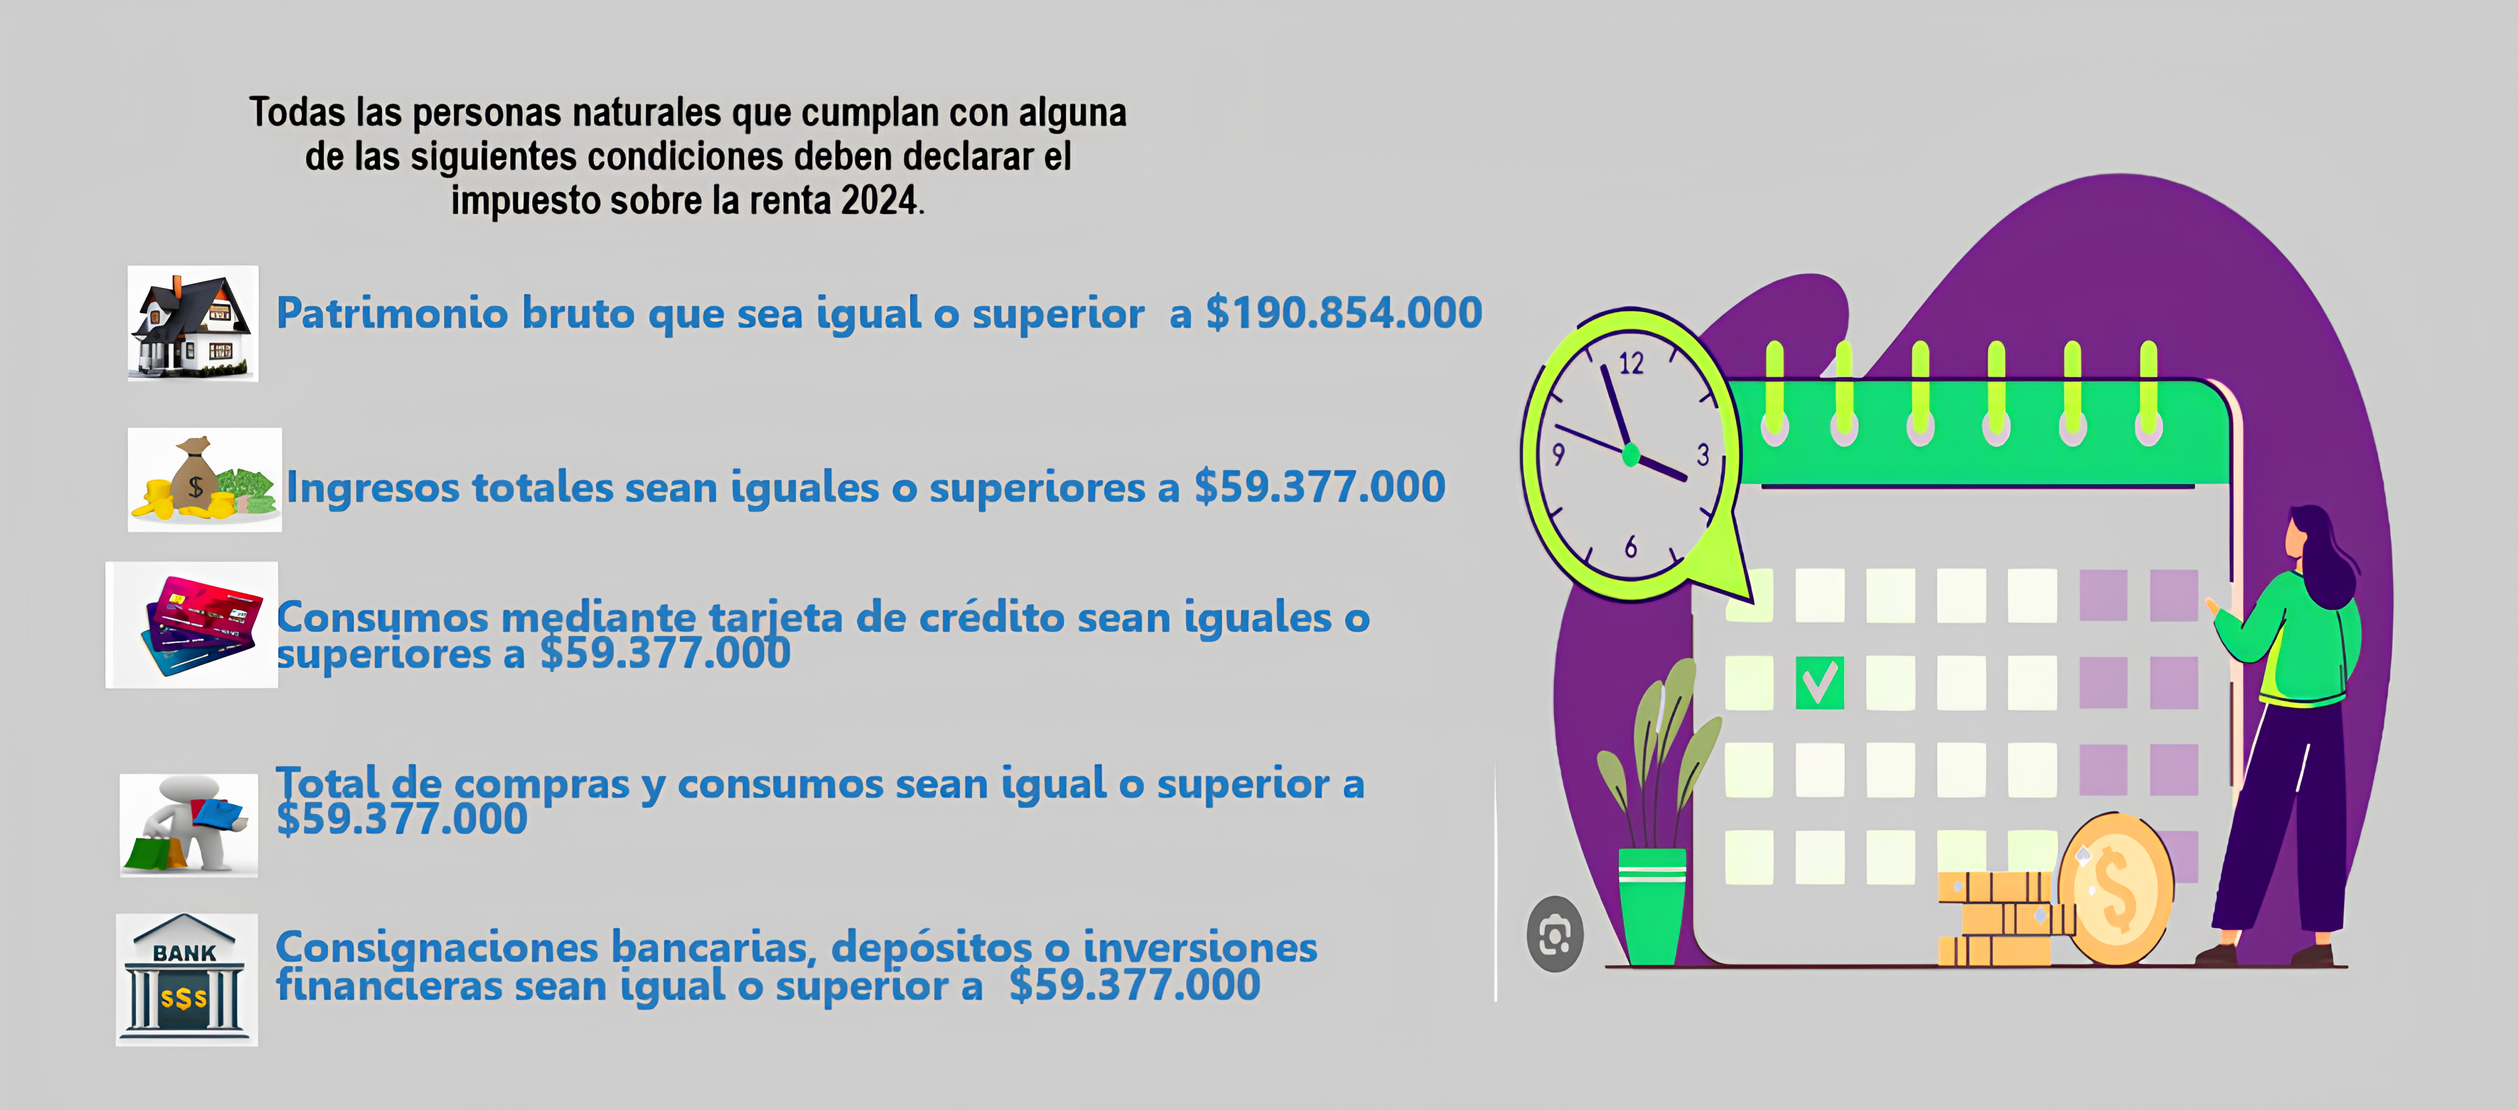 Todas las personas naturales que cumplan con alguna
de las siguientes condiciones deben declarar el
impuesto sobre la renta 2024.
Patrimonio bruto que sea igual o superior  a $190.854.000
$
Ingresos totales sean iguales o superiores a $59.377.000
Consumos mediante tarjeta de crédito sean iguales o
superiores a $59.377.000
Total de compras y consumos sean igual o superior a
$59.377.000
BANK
$$$
Consignaciones bancarias, depósitos o inversiones
financieras sean igual o superior a  $59.377.000
12
9
3
6
$